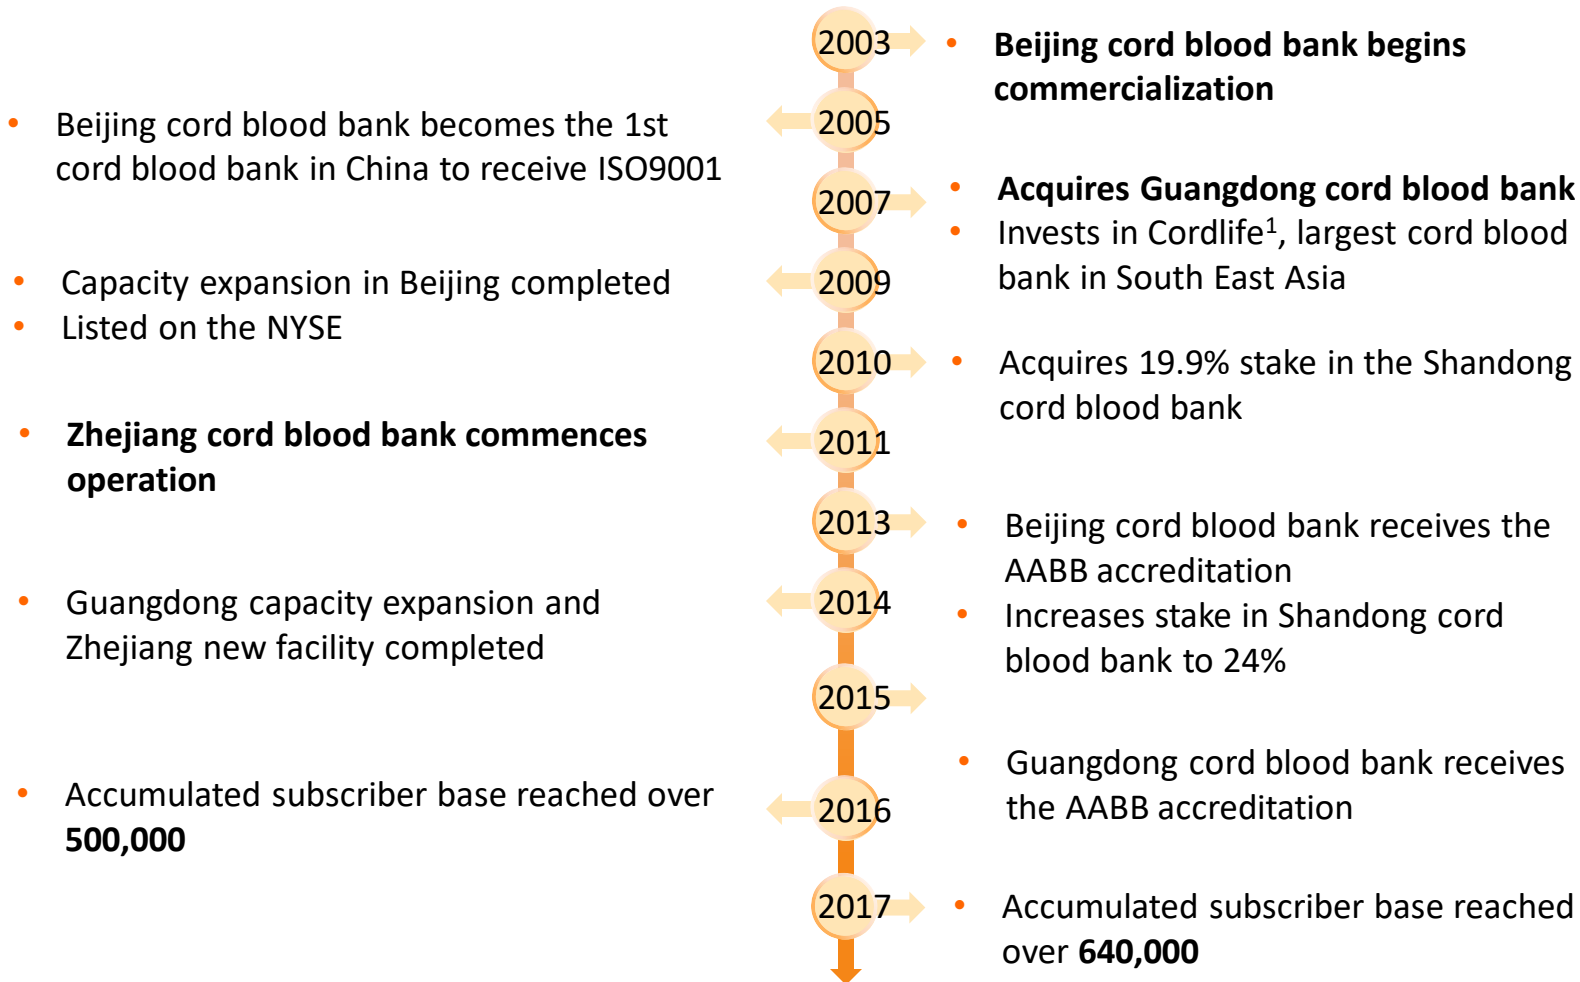 2003
• Beijing cord blood bank begins
commercialization
2005
• Beijing cord blood bank becomes the 1st
cord blood bank in China to receive ISO9001
2007
• Acquires Guangdong cord blood bank
• Invests in Cordlife¹, largest cord blood
bank in South East Asia
2009
• Capacity expansion in Beijing completed
• Listed on the NYSE
2010
• Acquires 19.9% stake in the Shandong
cord blood bank
2011
• Zhejiang cord blood bank commences
operation
2013
• Beijing cord blood bank receives the
AABB accreditation
• Increases stake in Shandong cord
blood bank to 24%
2014
• Guangdong capacity expansion and
Zhejiang new facility completed
2015
• Guangdong cord blood bank receives
the AABB accreditation
2016
• Accumulated subscriber base reached over
500,000
2017
• Accumulated subscriber base reached
over 640,000